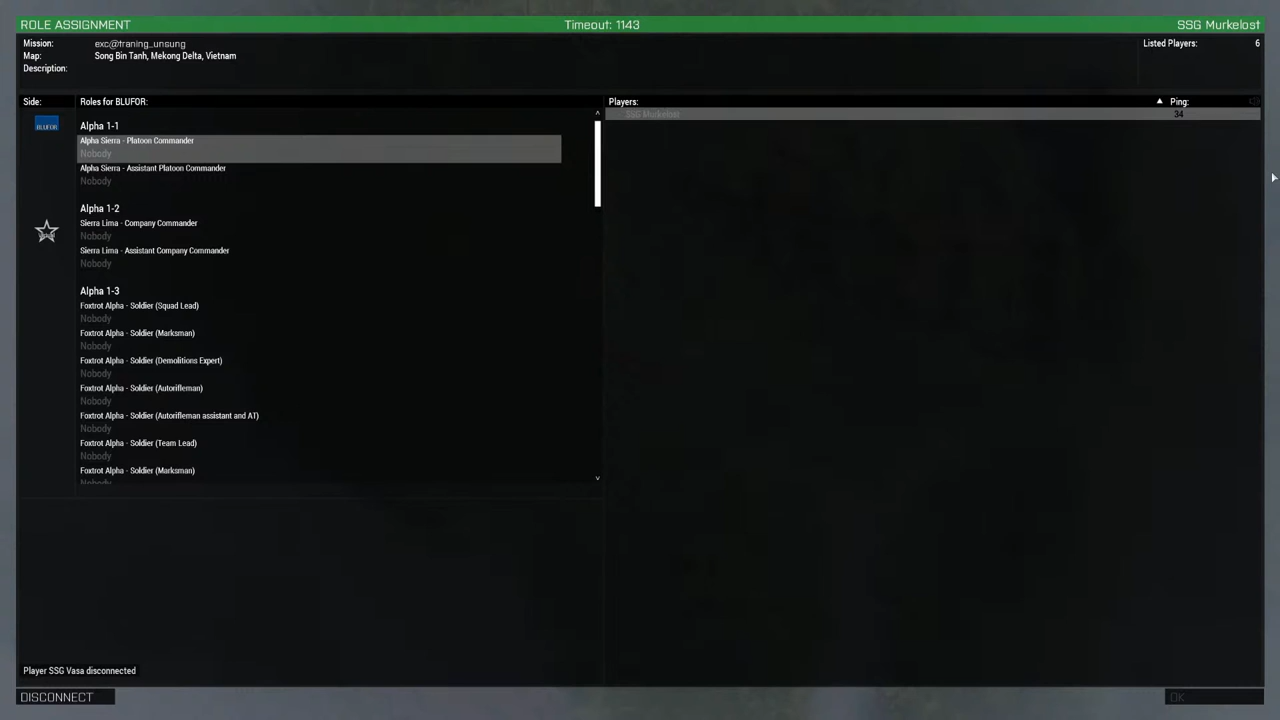 ROLE ASSIGNMENT Timeout: 1143 SSG Murkelost
Mission: exc@traning_unsung Listed Players: 6
Map: Song Bin Tanh, Mekong Delta, Vietnam
Description:
Side: Roles for BLUFOR: Players: Ping:
BLUFOR
SSG Murkelost 34
Alpha 1-1
Alpha Sierra - Platoon Commander
Nobody
Alpha Sierra - Assistant Platoon Commander
Nobody
Alpha 1-2
Sierra Lima - Company Commander
Nobody
Sierra Lima - Assistant Company Commander
Nobody
Alpha 1-3
Foxtrot Alpha - Soldier (Squad Lead)
Nobody
Foxtrot Alpha - Soldier (Marksman)
Nobody
Foxtrot Alpha - Soldier (Demolitions Expert)
Nobody
Foxtrot Alpha - Soldier (Autorifleman)
Nobody
Foxtrot Alpha - Soldier (Autorifleman assistant and AT)
Nobody
Foxtrot Alpha - Soldier (Team Lead)
Nobody
Foxtrot Alpha - Soldier (Marksman)
Nobody
Player SSG Vasa disconnected
DISCONNECT OK